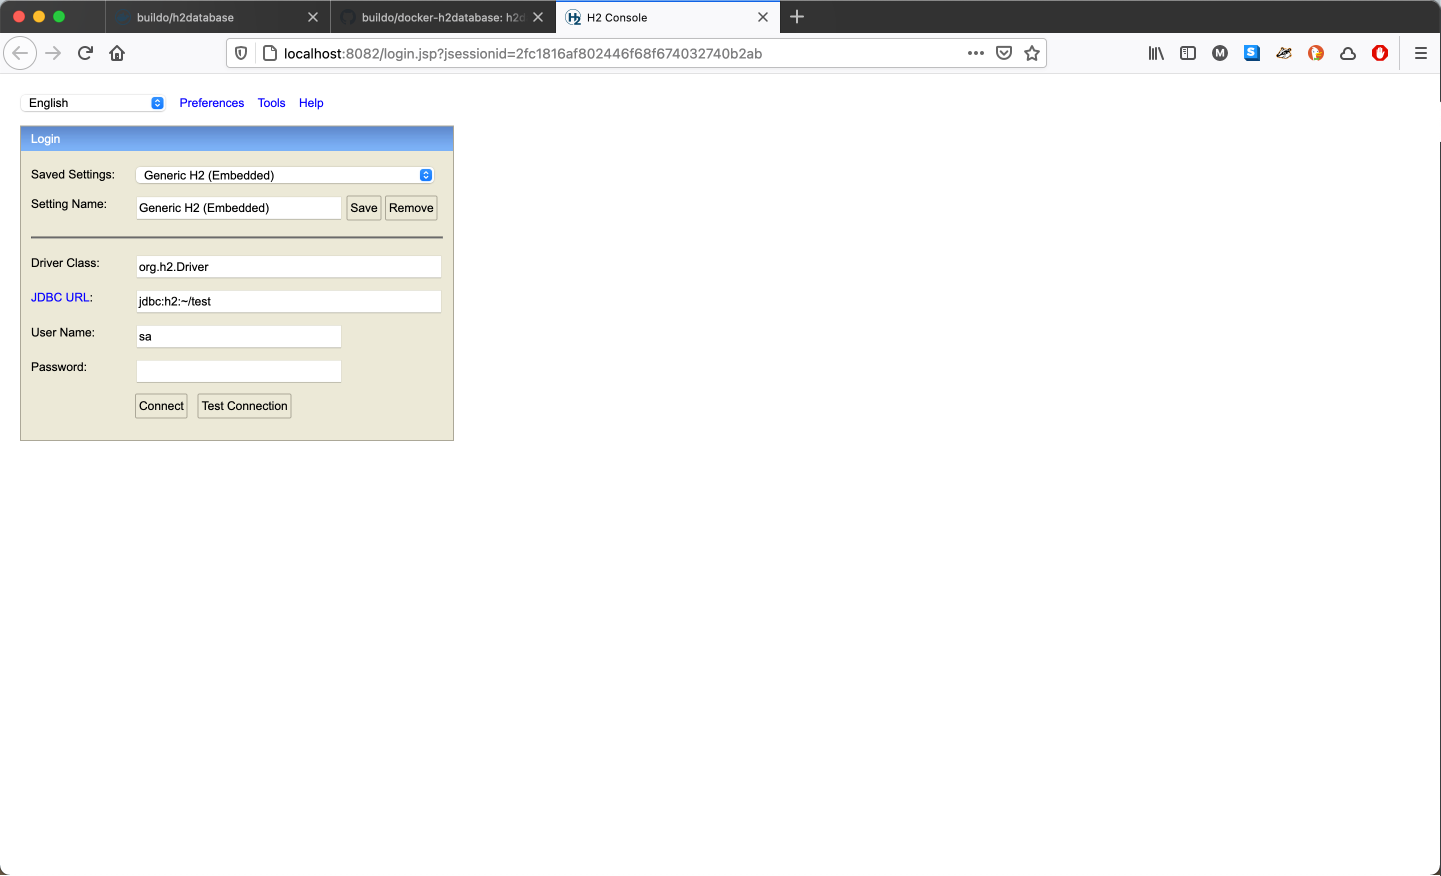 buildo/h2database
buildo/docker-h2database: h2d
H2 Console
localhost:8082/login.jsp?jsessionid=2fc1816af802446f68f674032740b2ab
English Preferences Tools Help
Login
Saved Settings: Generic H2 (Embedded)
Setting Name: Generic H2 (Embedded) Save Remove
Driver Class: org.h2.Driver
JDBC URL: jdbc:h2:~/test
User Name: sa
Password:
Connect Test Connection